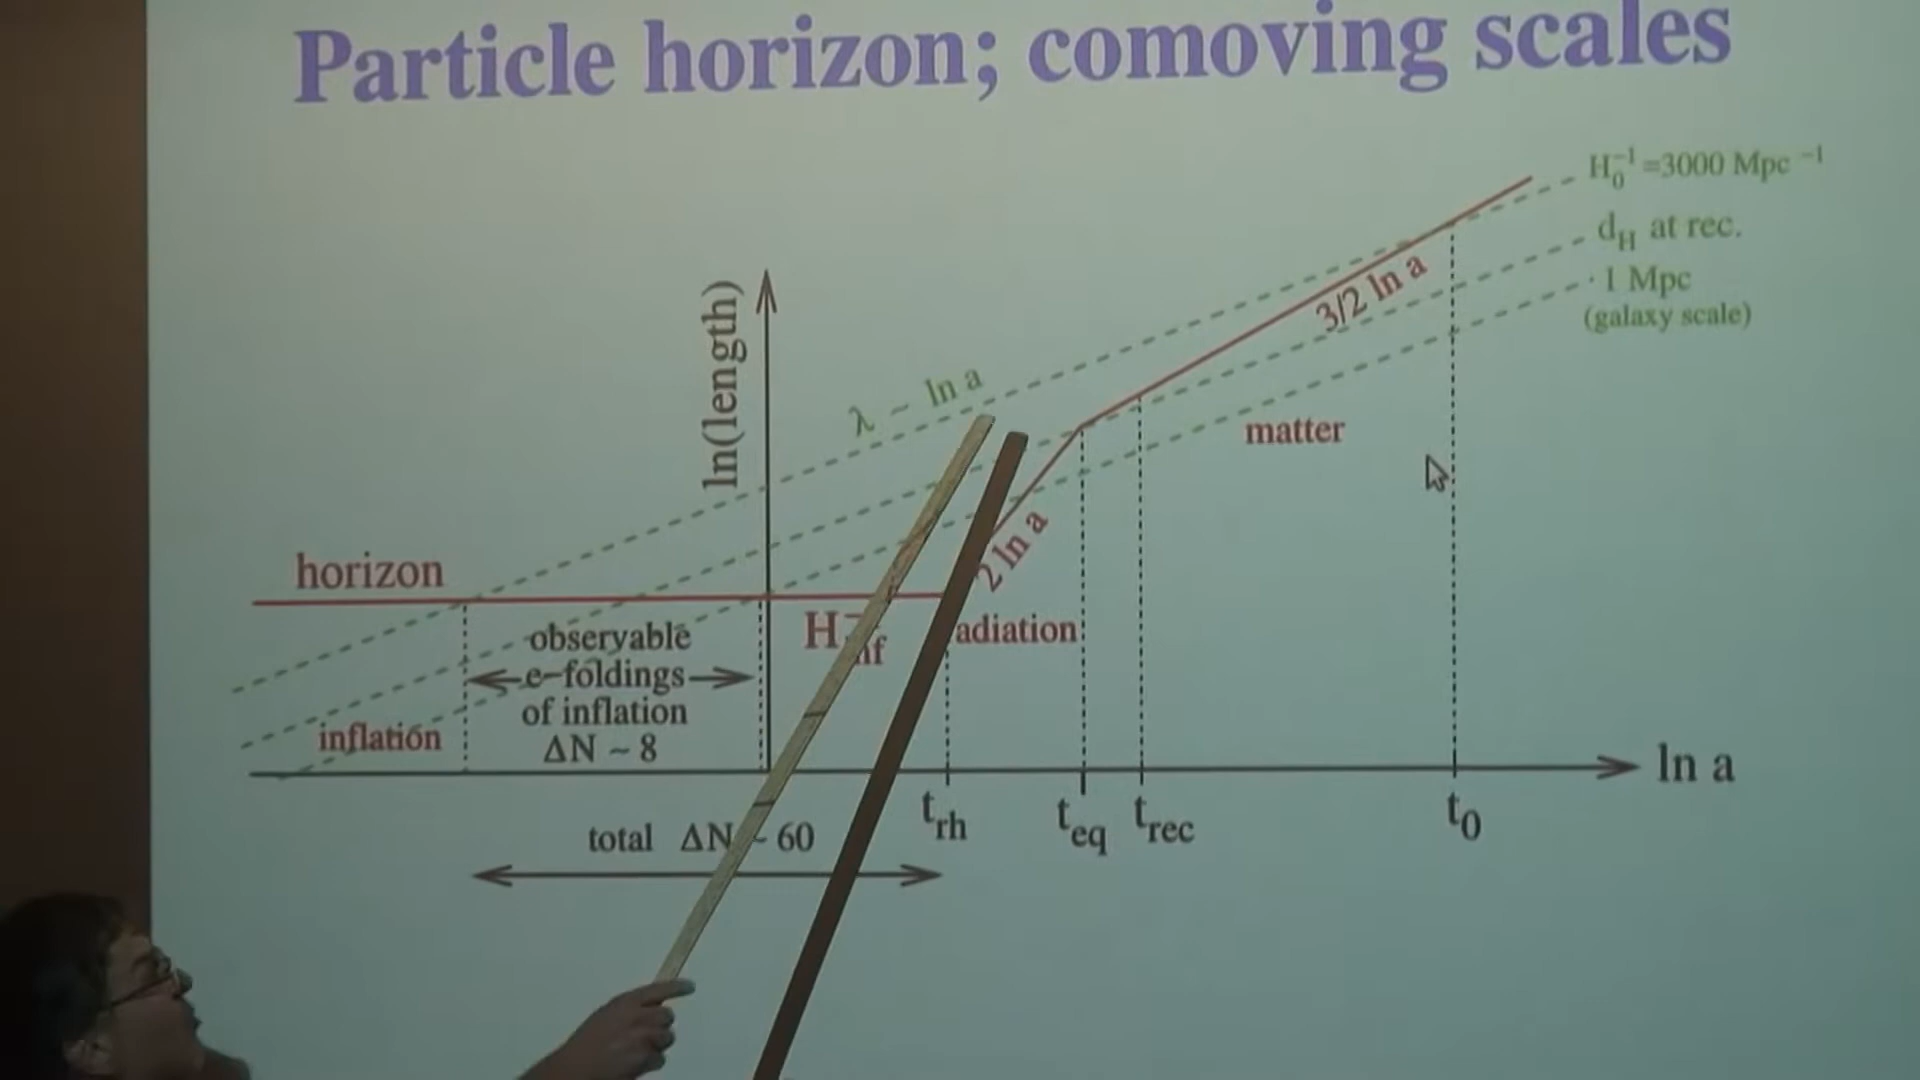 Particle horizon; comoving scales
H₀⁻¹=3000 Mpc⁻¹
d_H at rec.
1 Mpc
(galaxy scale)
3/2 ln a
ln(length)
λ ~ ln a
matter
2 ln a
horizon
adiation
observable
e-foldings
of inflation
ΔN ~ 8
inflation
ln a
t_rh
t_eq
t_rec
t₀
total ΔN ~ 60